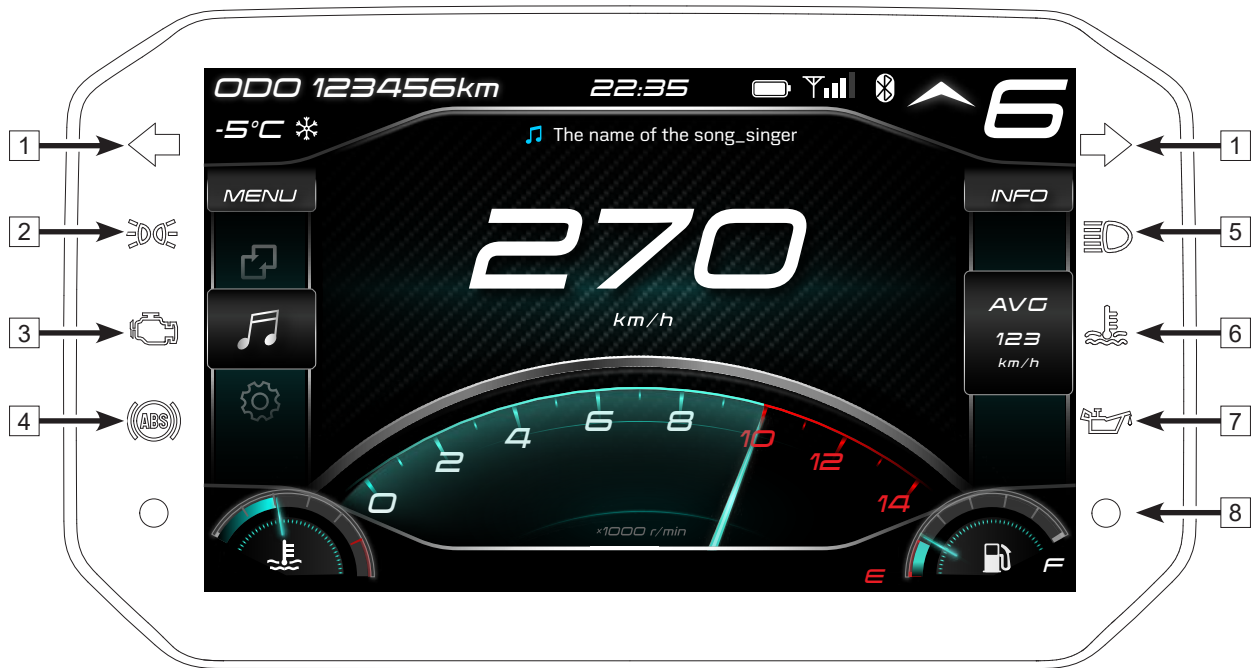 ODO 123456km
22:35
6
-5°C
The name of the song_singer
1
1
MENU
INFO
2
5
270
km/h
AVG
123
km/h
3
6
4
ABS
7
0
2
4
6
8
10
12
14
×1000 r/min
8
E
F